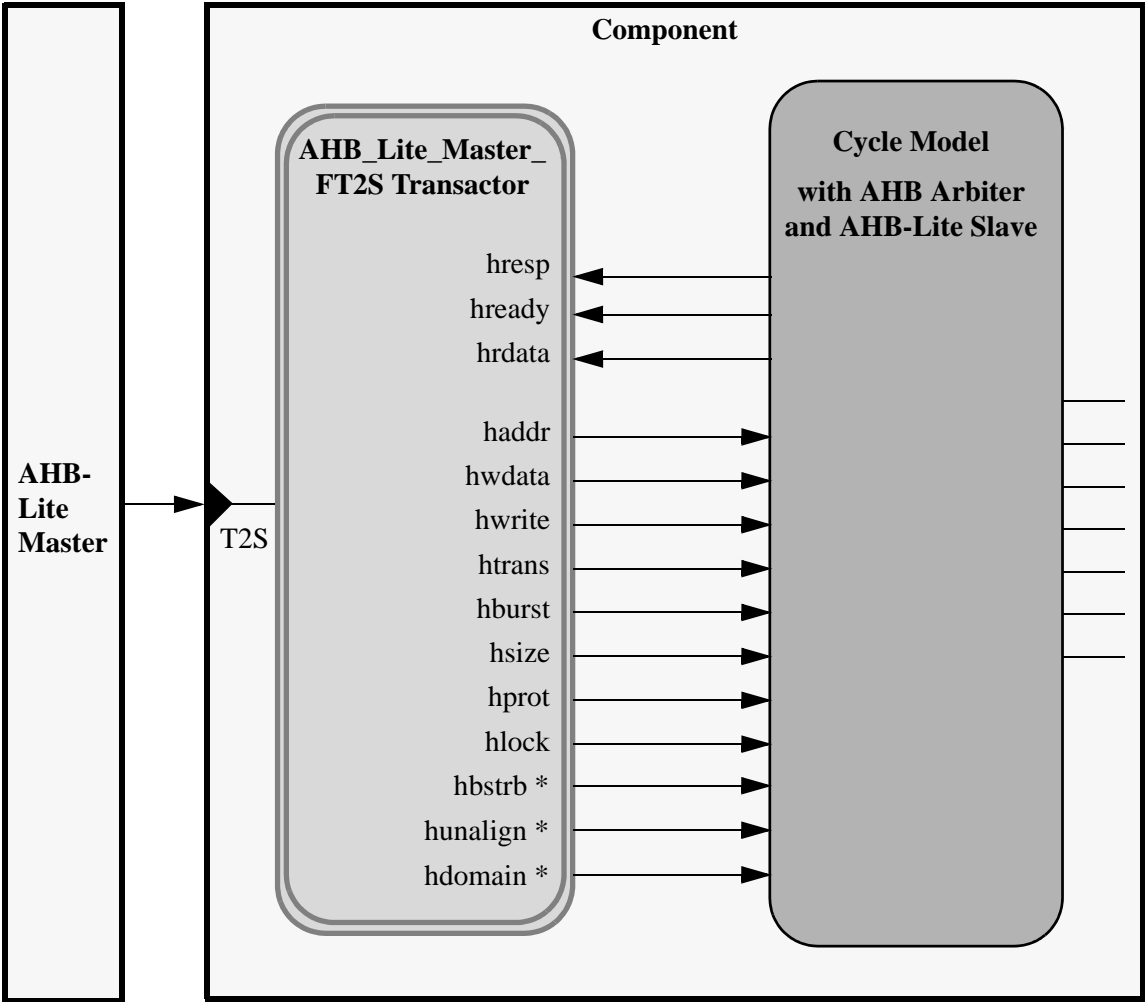 Component
AHB_Lite_Master_
FT2S Transactor
Cycle Model
with AHB Arbiter
and AHB-Lite Slave
hresp
hready
hrdata
haddr
hwdata
hwrite
htrans
hburst
hsize
hprot
hlock
hbstrb *
hunalign *
hdomain *
AHB-
Lite
Master
T2S